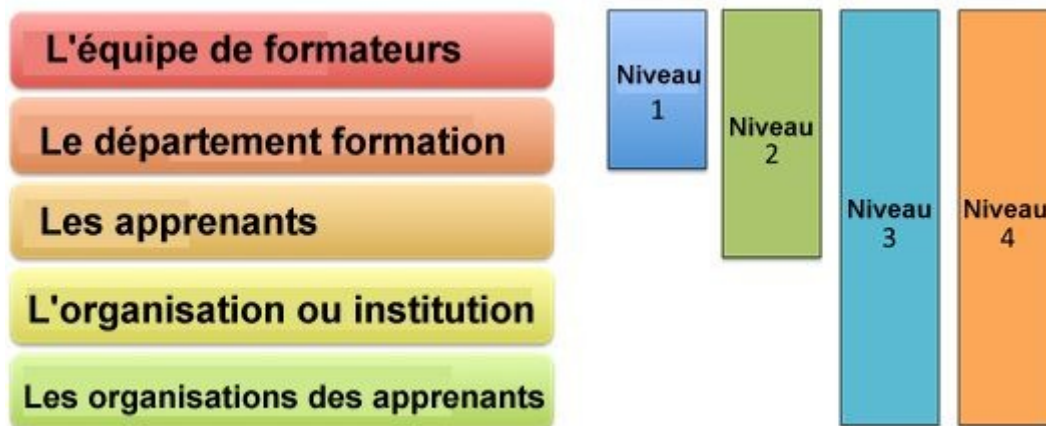 L'équipe de formateurs
Le département formation
Les apprenants
L'organisation ou institution
Les organisations des apprenants
Niveau
1
Niveau
2
Niveau
3
Niveau
4